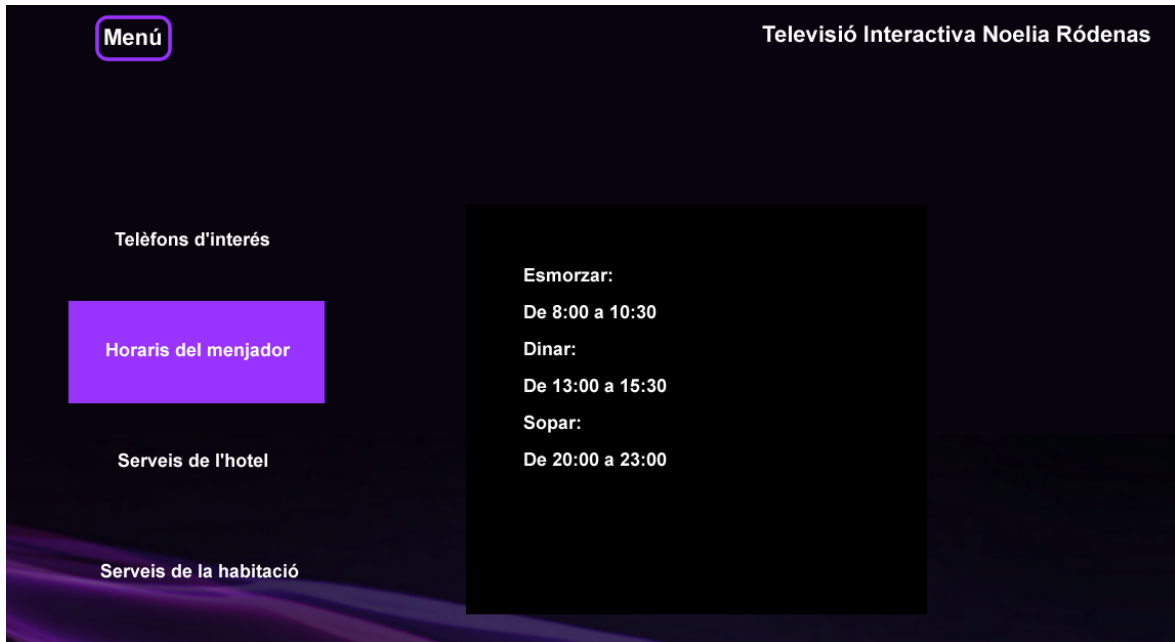 Menú
Televisió Interactiva Noelia Ródenas
Telèfons d'interés
Horaris del menjador
Serveis de l'hotel
Serveis de la habitació
Esmorzar:
De 8:00 a 10:30
Dinar:
De 13:00 a 15:30
Sopar:
De 20:00 a 23:00